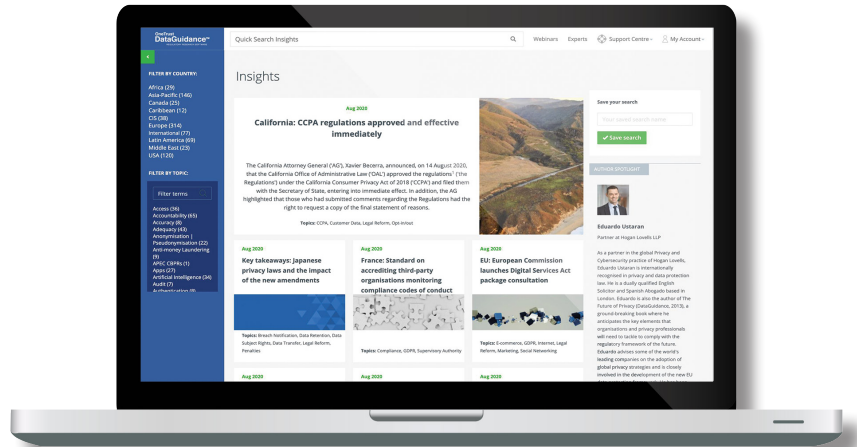 OneTrust
DataGuidance™
REGULATORY RESEARCH SOFTWARE
Quick Search Insights
Webinars Experts Support Centre My Account
FILTER BY COUNTRY:
Africa (29)
Asia-Pacific (146)
Canada (25)
Caribbean (12)
CIS (38)
Europe (314)
International (77)
Latin America (69)
Middle East (23)
USA (120)
FILTER BY TOPIC:
Filter terms
Access (36)
Accountability (65)
Accuracy (8)
Adequacy (43)
Anonymisation |
Pseudonymisation (22)
Anti-money Laundering
(9)
APEC CBPRs (1)
Apps (27)
Artificial Intelligence (34)
Audit (7)
Authentication (8)
Insights
Aug 2020
California: CCPA regulations approved and effective
immediately
The California Attorney General ('AG'), Xavier Becerra, announced, on 14 August 2020,
that the California Office of Administrative Law ('OAL') approved the regulations¹ ('the
Regulations') under the California Consumer Privacy Act of 2018 ('CCPA') and filed them
with the Secretary of State, entering into immediate effect. In addition, the AG
highlighted that those who had submitted comments regarding the Regulations had the
right to request a copy of the final statement of reasons.
Topics: CCPA, Customer Data, Legal Reform, Opt-in/out
Aug 2020
Key takeaways: Japanese
privacy laws and the impact
of the new amendments
Topics: Breach Notification, Data Retention, Data
Subject Rights, Data Transfer, Legal Reform,
Penalties
Aug 2020
France: Standard on
accrediting third-party
organisations monitoring
compliance codes of conduct
Topics: Compliance, GDPR, Supervisory Authority
Aug 2020
EU: European Commission
launches Digital Services Act
package consultation
Topics: E-commerce, GDPR, Internet, Legal
Reform, Marketing, Social Networking
Aug 2020
Aug 2020
Aug 2020
Save your search
Your saved search name
Save search
AUTHOR SPOTLIGHT
Eduardo Ustaran
Partner at Hogan Lovells LLP
As a partner in the global Privacy and
Cybersecurity practice of Hogan Lovells,
Eduardo Ustaran is internationally
recognised in privacy and data protection
law. He is a dually qualified English
Solicitor and Spanish Abogado based in
London. Eduardo is also the author of The
Future of Privacy (DataGuidance, 2013), a
ground-breaking book where he
anticipates the key elements that
organisations and privacy professionals
will need to tackle to comply with the
regulatory framework of the future.
Eduardo advises some of the world's
leading companies on the adoption of
global privacy strategies and is closely
involved in the development of the new EU